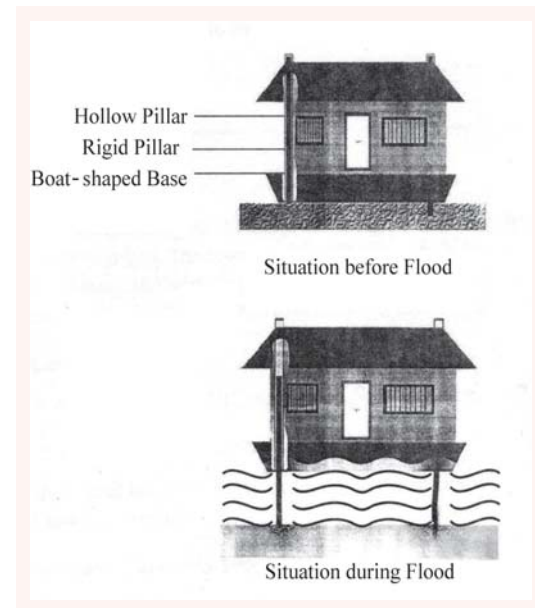 Hollow Pillar
Rigid Pillar
Boat-shaped Base
Situation before Flood
Situation during Flood